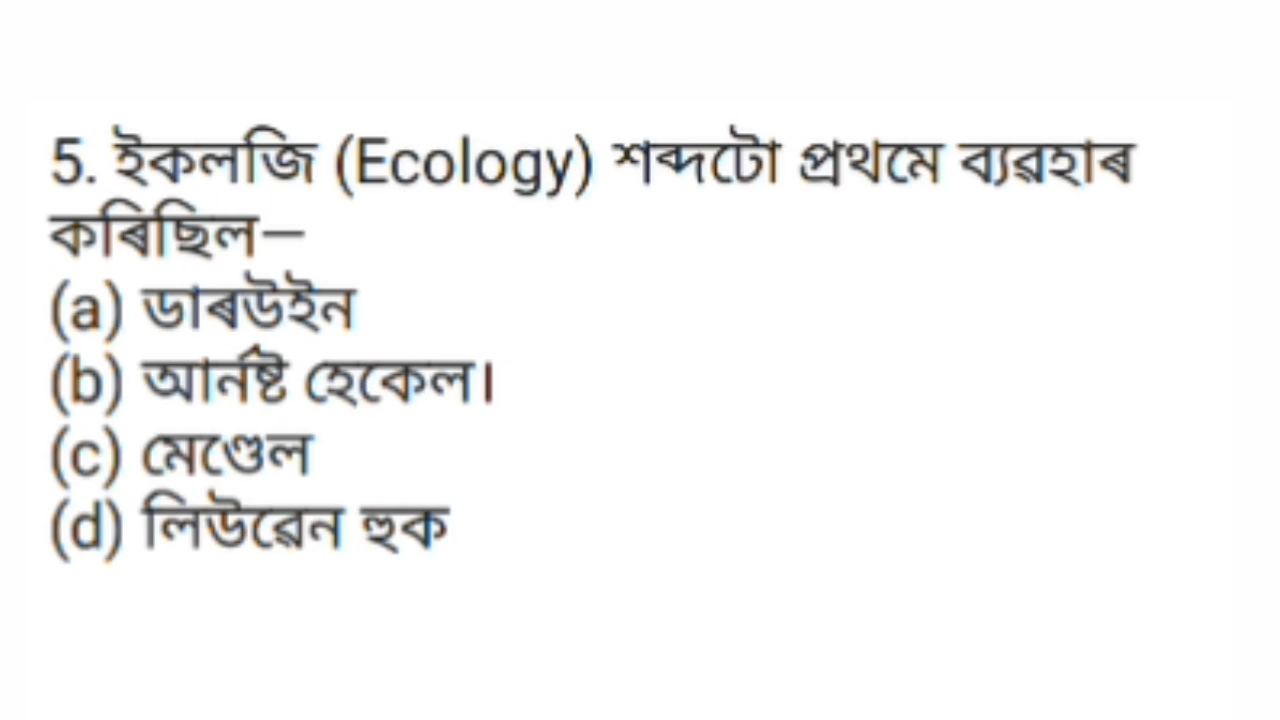 5. ইকলজি (Ecology) শব্দটো প্ৰথমে ব্যৱহাৰ
কৰিছিল—
(a) ডাৰউইন
(b) আৰ্নষ্ট হেকেল।
(c) মেণ্ডেল
(d) লিউৱেন হুক